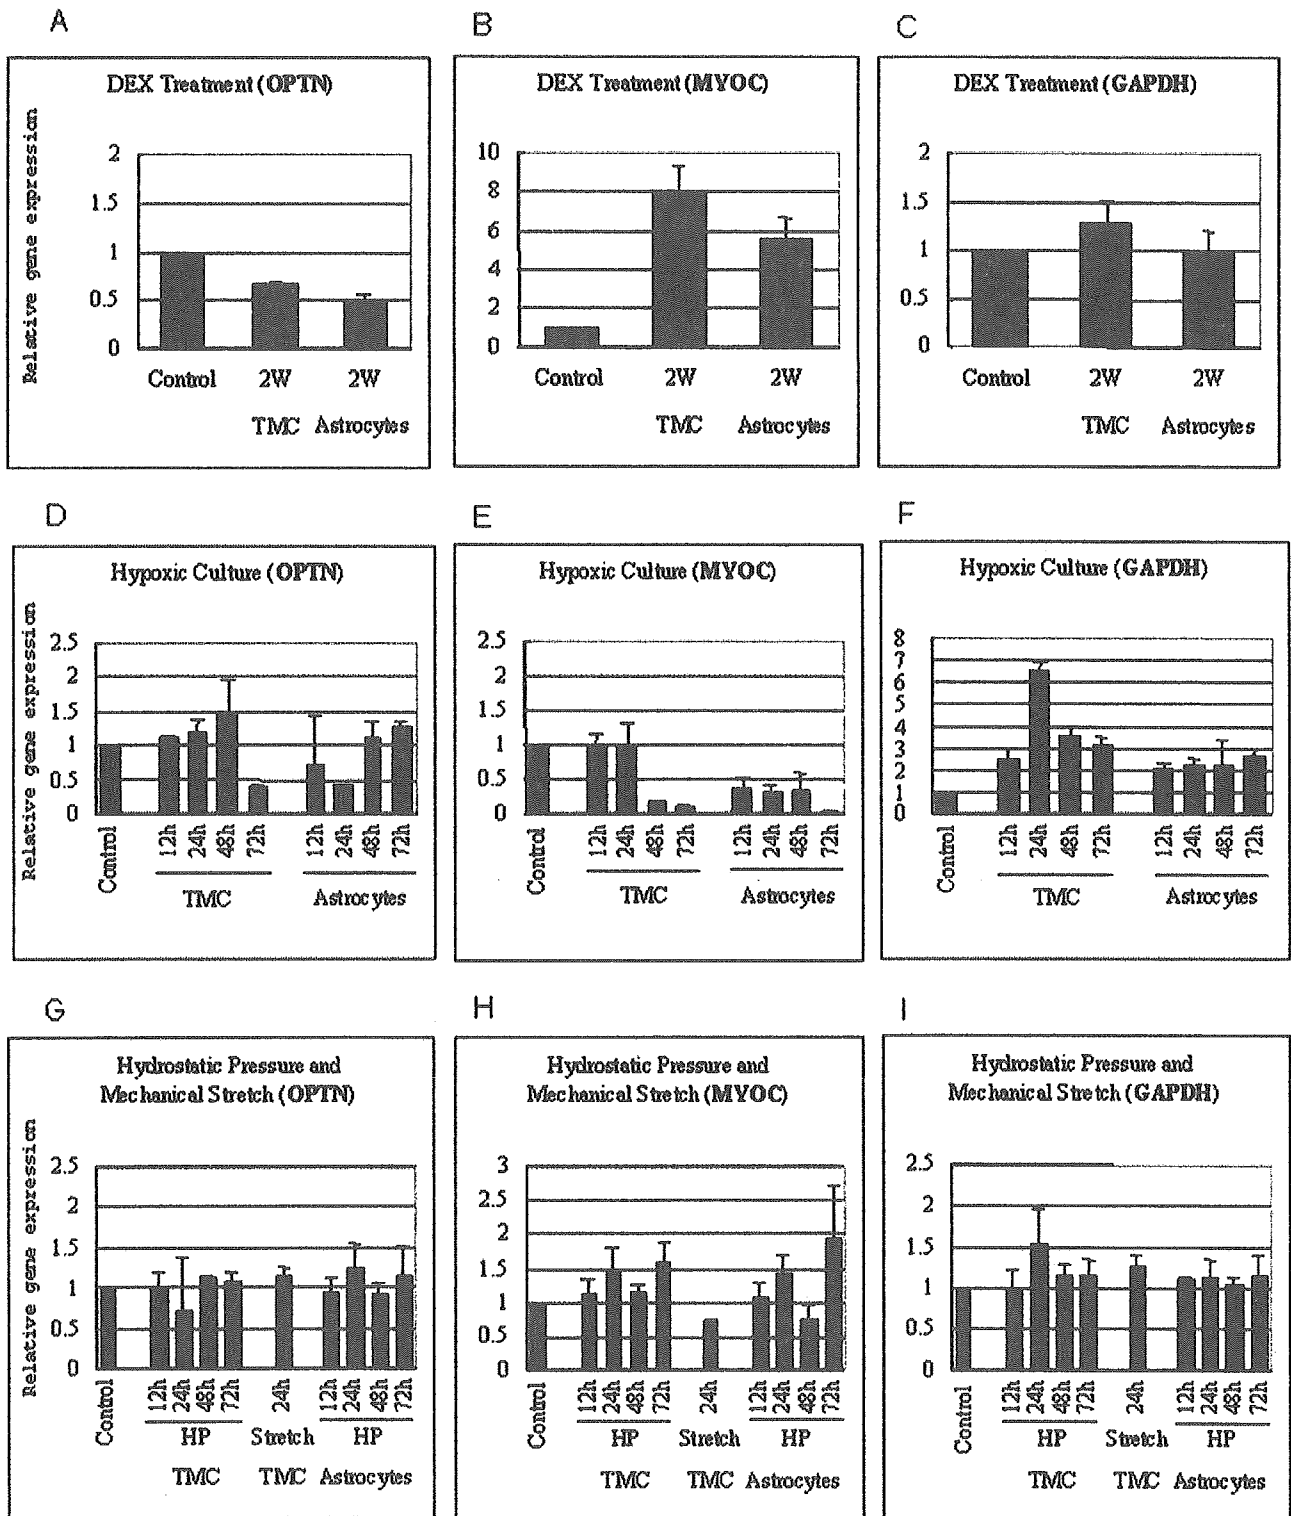 A
B
C
DEX Treatment (OPTN)
Relative gene expression
2
1.5
1
0.5
0
Control 2W 2W
TMC Astrocytes
DEX Treatment (MYOC)
10
8
6
4
2
0
Control 2W 2W
TMC Astrocytes
DEX Treatment (GAPDH)
2
1.5
1
0.5
0
Control 2W 2W
TMC Astrocytes
D
E
F
Hypoxic Culture (OPTN)
Relative gene expression
2.5
2
1.5
1
0.5
0
Control 12h 24h 48h 72h 12h 24h 48h 72h
TMC Astrocytes
Hypoxic Culture (MYOC)
2.5
2
1.5
1
0.5
0
Control 12h 24h 48h 72h 12h 24h 48h 72h
TMC Astrocytes
Hypoxic Culture (GAPDH)
8
7
6
5
4
3
2
1
0
Control 12h 24h 48h 72h 12h 24h 48h 72h
TMC Astrocytes
G
H
I
Hydrostatic Pressure and
Mechanical Stretch (OPTN)
Relative gene expression
2.5
2
1.5
1
0.5
0
Control 12h 24h 48h 72h 24h 12h 24h 48h 72h
HP Stretch HP
TMC TMC Astrocytes
Hydrostatic Pressure and
Mechanical Stretch (MYOC)
3
2.5
2
1.5
1
0.5
0
Control 12h 24h 48h 72h 24h 12h 24h 48h 72h
HP Stretch HP
TMC TMC Astrocytes
Hydrostatic Pressure and
Mechanical Stretch (GAPDH)
2.5
2
1.5
1
0.5
0
Control 12h 24h 48h 72h 24h 12h 24h 48h 72h
HP Stretch HP
TMC TMC Astrocytes